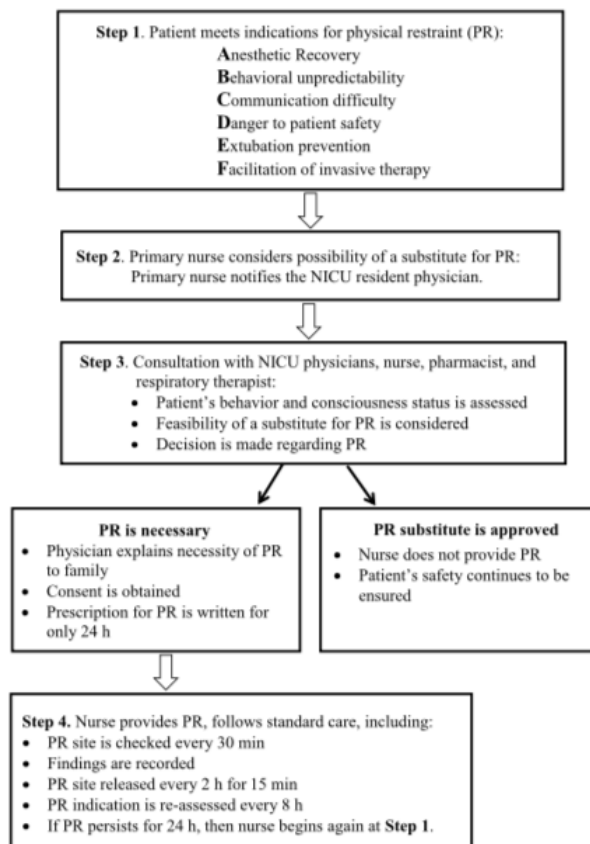 Step 1. Patient meets indications for physical restraint (PR):
Anesthetic Recovery
Behavioral unpredictability
Communication difficulty
Danger to patient safety
Extubation prevention
Facilitation of invasive therapy
Step 2. Primary nurse considers possibility of a substitute for PR:
Primary nurse notifies the NICU resident physician.
Step 3. Consultation with NICU physicians, nurse, pharmacist, and
respiratory therapist:
• Patient's behavior and consciousness status is assessed
• Feasibility of a substitute for PR is considered
• Decision is made regarding PR
PR is necessary
• Physician explains necessity of PR
to family
• Consent is obtained
• Prescription for PR is written for
only 24 h
PR substitute is approved
• Nurse does not provide PR
• Patient's safety continues to be
ensured
Step 4. Nurse provides PR, follows standard care, including:
• PR site is checked every 30 min
• Findings are recorded
• PR site released every 2 h for 15 min
• PR indication is re-assessed every 8 h
• If PR persists for 24 h, then nurse begins again at Step 1.